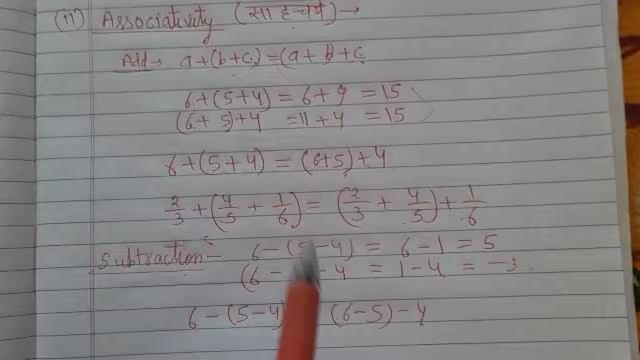 (ii) Associativity (साहचर्य) →
Add → a+(b+c)=(a+b)+c
6+(5+4) = 6+9 = 15
(6+5)+4 = 11+4 = 15
6+(5+4) = (6+5)+4
2/3 + (4/5 + 1/6) = (2/3 + 4/5) + 1/6
Subtraction:- 6-(5-4) = 6-1 = 5
(6- -4 = 1-4 = -3
6-(5-4) (6-5)-4